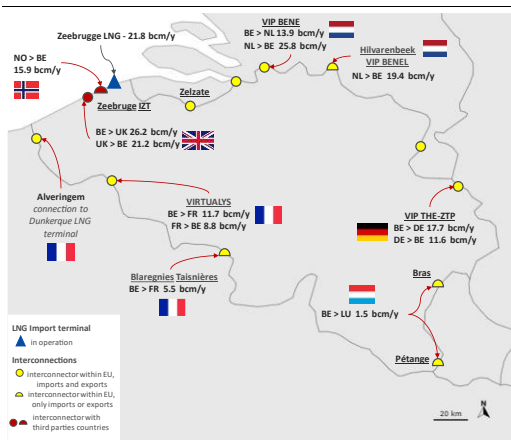 VIP BENE
BE > NL 13.9 bcm/y
NL > BE 25.8 bcm/y
Zeebrugge LNG - 21.8 bcm/y
Hilvarenbeek
VIP BENEL
NL > BE 19.4 bcm/y
NO > BE
15.9 bcm/y
Zelzate
Zeebruge IZT
BE > UK 26.2 bcm/y
UK > BE 21.2 bcm/y
Alveringem
connection to
Dunkerque LNG
terminal
VIRTUALYS
BE > FR 11.7 bcm/y
FR > BE 8.8 bcm/y
VIP THE-ZTP
BE > DE 17.7 bcm/y
DE > BE 11.6 bcm/y
Blaregnies Taisnières
BE > FR 5.5 bcm/y
Bras
BE > LU 1.5 bcm/y
Pétange
LNG Import terminal
in operation
Interconnections
interconnector within EU,
imports and exports
interconnector within EU,
only imports or exports
interconnector with
third parties countries
20 km
N